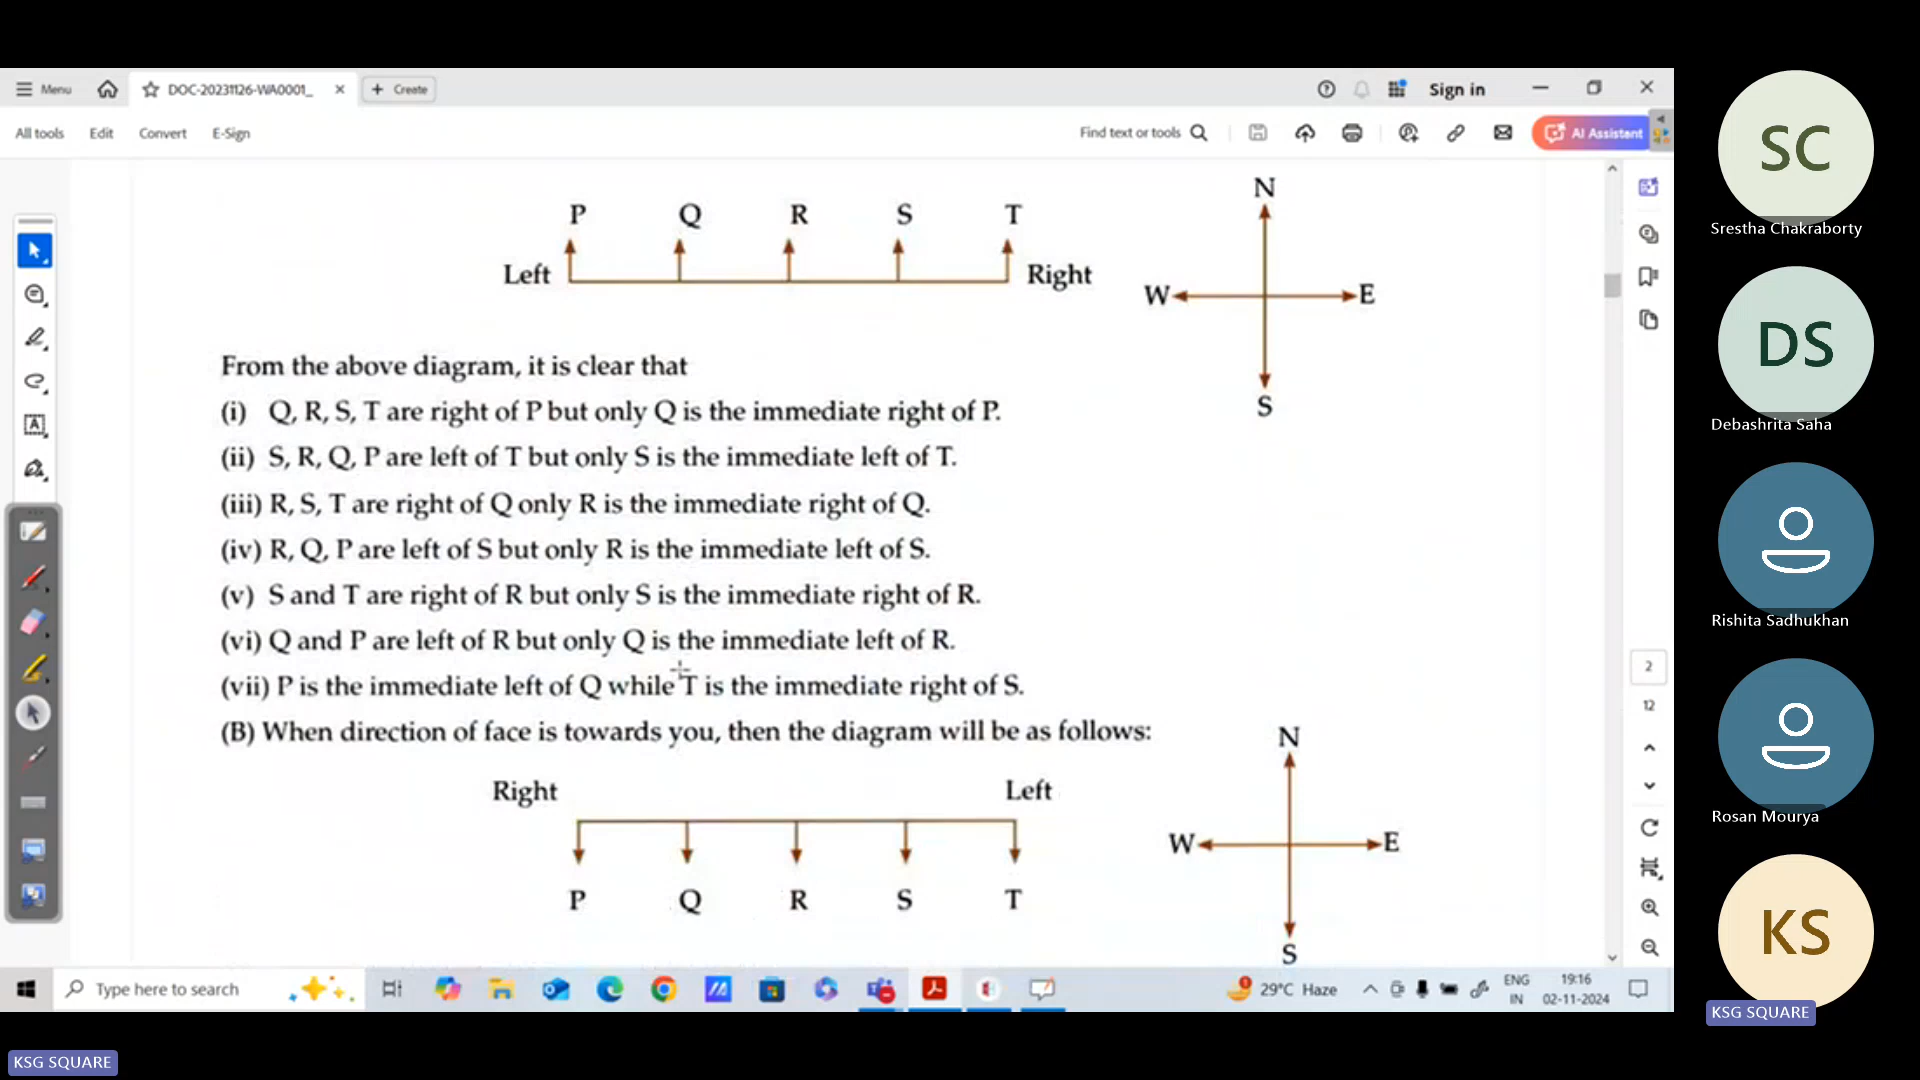 Menu
DOC-20231126-WA0001_
Create
Sign in
All tools Edit Convert E-Sign
Find text or tools
AI Assistant
P Q R S T
Left Right
N
W E
S
From the above diagram, it is clear that
(i) Q, R, S, T are right of P but only Q is the immediate right of P.
(ii) S, R, Q, P are left of T but only S is the immediate left of T.
(iii) R, S, T are right of Q only R is the immediate right of Q.
(iv) R, Q, P are left of S but only R is the immediate left of S.
(v) S and T are right of R but only S is the immediate right of R.
(vi) Q and P are left of R but only Q is the immediate left of R.
(vii) P is the immediate left of Q while T is the immediate right of S.
(B) When direction of face is towards you, then the diagram will be as follows:
Right Left
P Q R S T
N
W E
S
2
12
Type here to search
29°C Haze
ENG
IN
19:16
02-11-2024
SC
Srestha Chakraborty
DS
Debashrita Saha
Rishita Sadhukhan
Rosan Mourya
KS
KSG SQUARE
KSG SQUARE